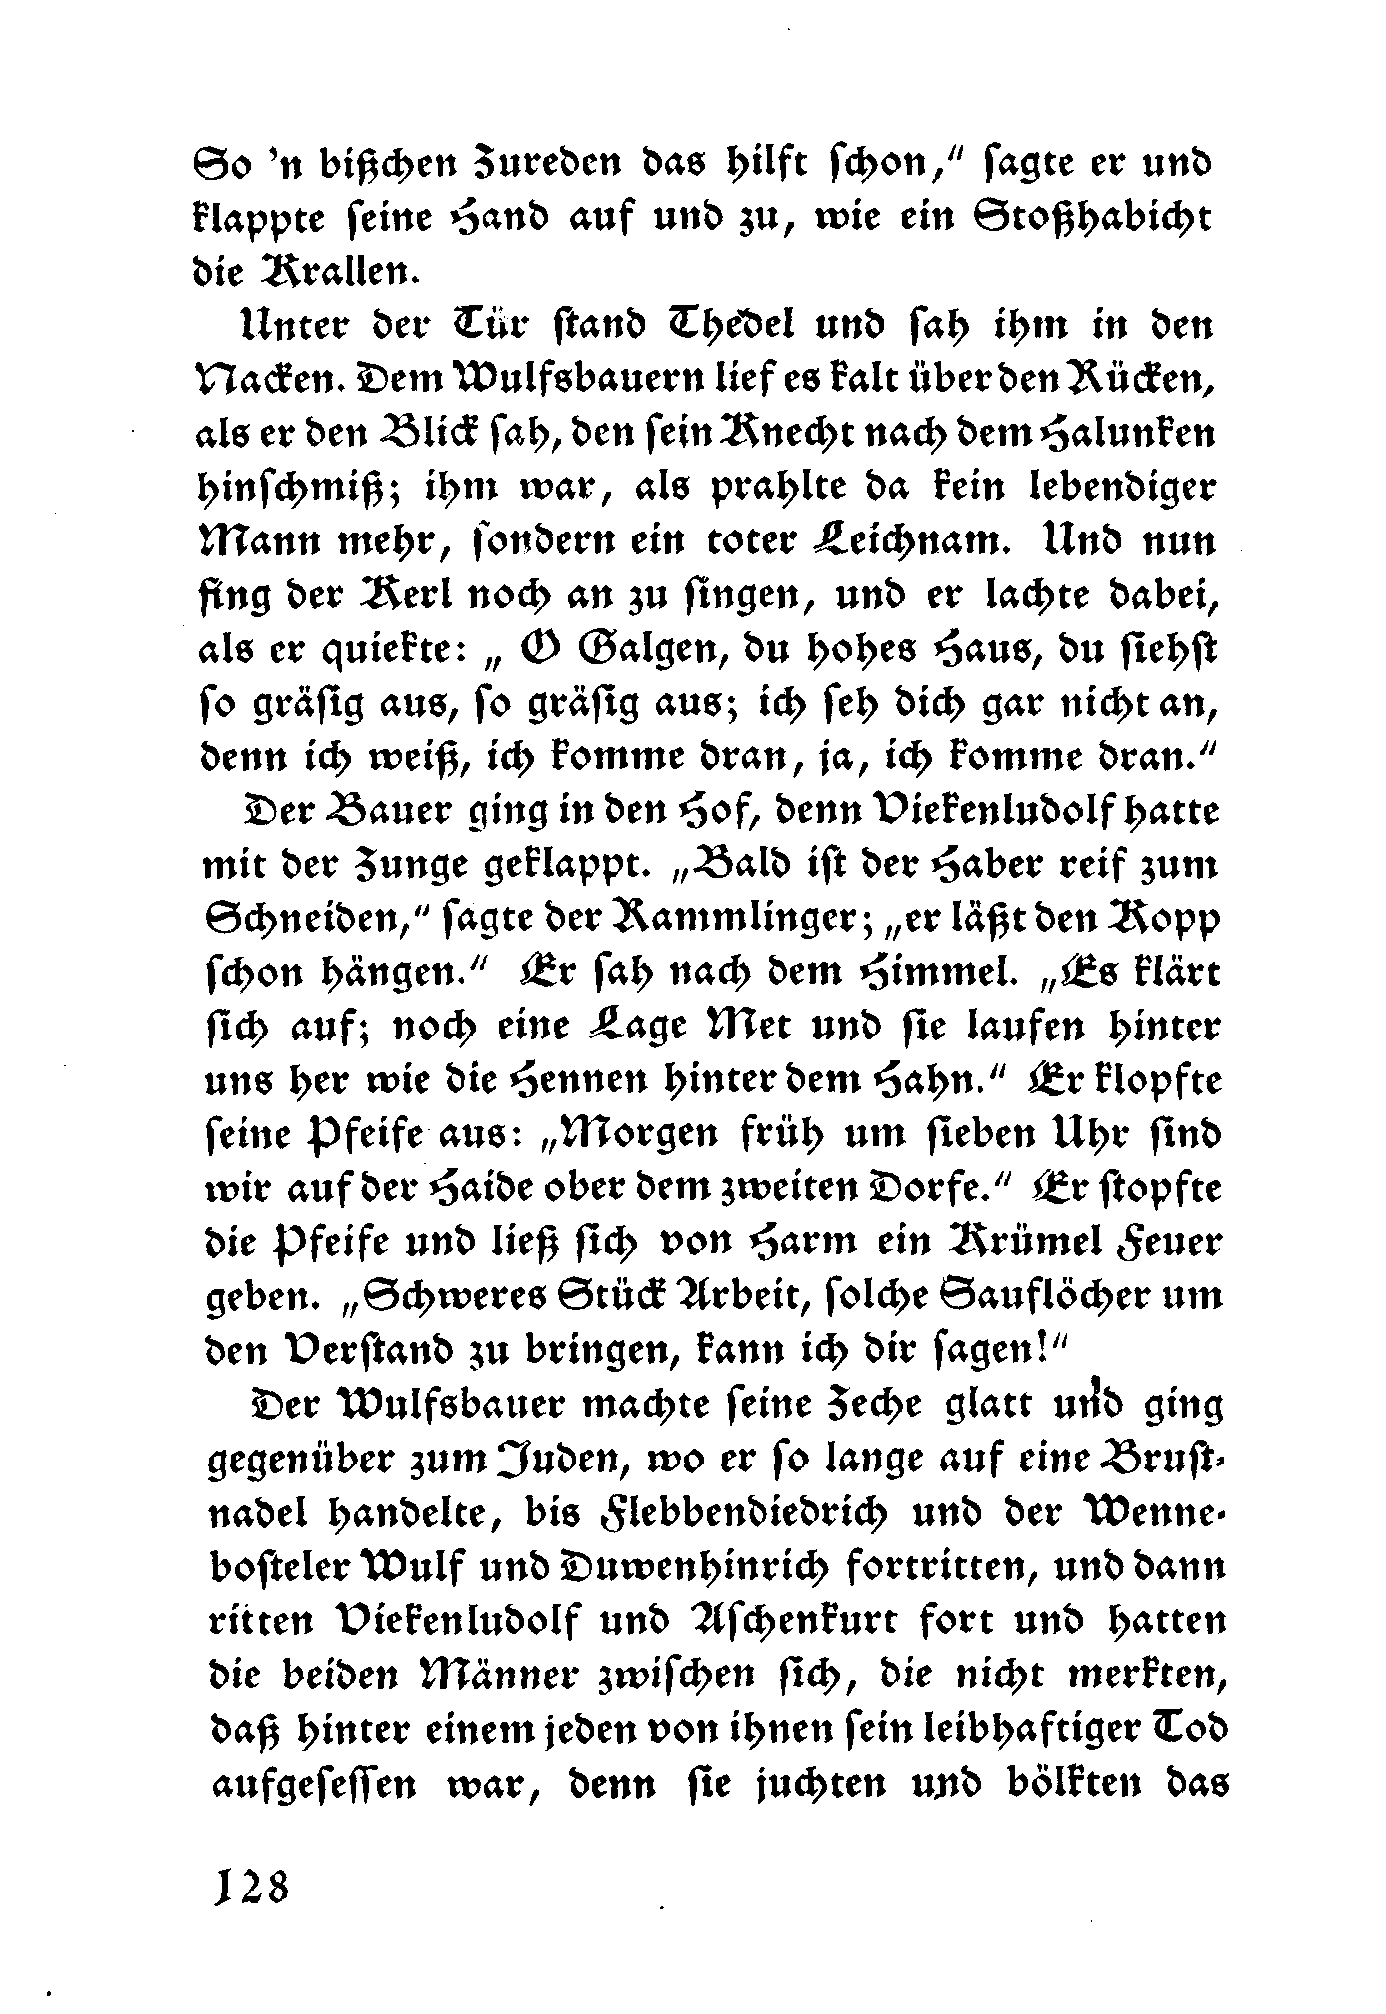 So 'n bißchen Zureden das hilft schon,“ sagte er und
klappte seine Hand auf und zu, wie ein Stoßhabicht
die Krallen.
Unter der Tür stand Thedel und sah ihm in den
Nacken. Dem Wulfsbauern lief es kalt über den Rücken,
als er den Blick sah, den sein Knecht nach dem Halunken
hinschmiß; ihm war, als prahlte da kein lebendiger
Mann mehr, sondern ein toter Leichnam. Und nun
fing der Kerl noch an zu singen, und er lachte dabei,
als er quiekte: „O Galgen, du hohes Haus, du siehst
so gräsig aus, so gräsig aus; ich seh dich gar nicht an,
denn ich weiß, ich komme dran, ja, ich komme dran.“
Der Bauer ging in den Hof, denn Viekenludolf hatte
mit der Zunge geklappt. „Bald ist der Haber reif zum
Schneiden,“ sagte der Rammlinger; „er läßt den Kopp
schon hängen.“ Er sah nach dem Himmel. „Es klärt
sich auf; noch eine Lage Met und sie laufen hinter
uns her wie die Hennen hinter dem Hahn.“ Er klopfte
seine Pfeife aus: „Morgen früh um sieben Uhr sind
wir auf der Haide ober dem zweiten Dorfe.“ Er stopfte
die Pfeife und ließ sich von Harm ein Krümel Feuer
geben. „Schweres Stück Arbeit, solche Sauflöcher um
den Verstand zu bringen, kann ich dir sagen!“
Der Wulfsbauer machte seine Zeche glatt und ging
gegenüber zum Juden, wo er so lange auf eine Brust-
nadel handelte, bis Flebbendiedrich und der Wenne-
bosteler Wulf und Duwenhinrich fortritten, und dann
ritten Viekenludolf und Aschenkurt fort und hatten
die beiden Männer zwischen sich, die nicht merkten,
daß hinter einem jeden von ihnen sein leibhaftiger Tod
aufgesessen war, denn sie juchten und bölkten das
128